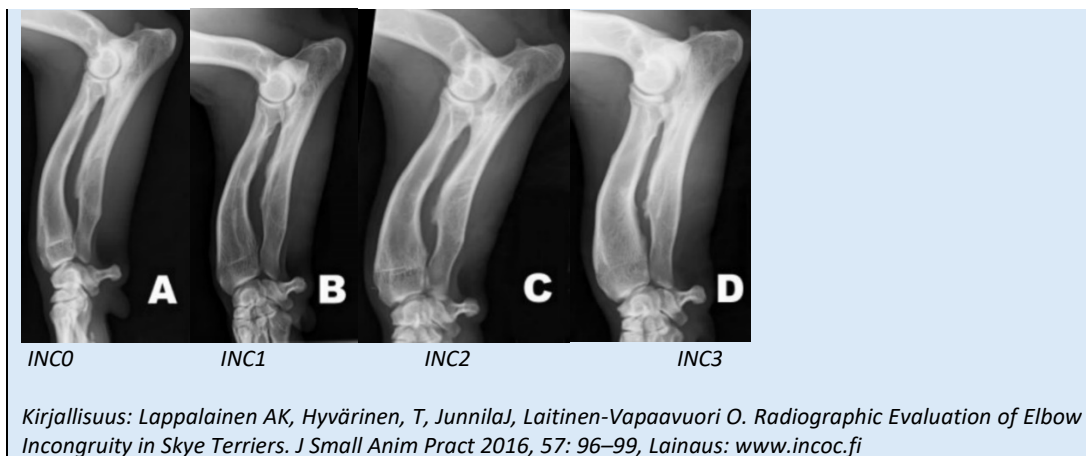 A B C D
INC0 INC1 INC2 INC3
Kirjallisuus: Lappalainen AK, Hyvärinen, T, JunnilaJ, Laitinen-Vapaavuori O. Radiographic Evaluation of Elbow
Incongruity in Skye Terriers. J Small Anim Pract 2016, 57: 96–99, Lainaus: www.incoc.fi